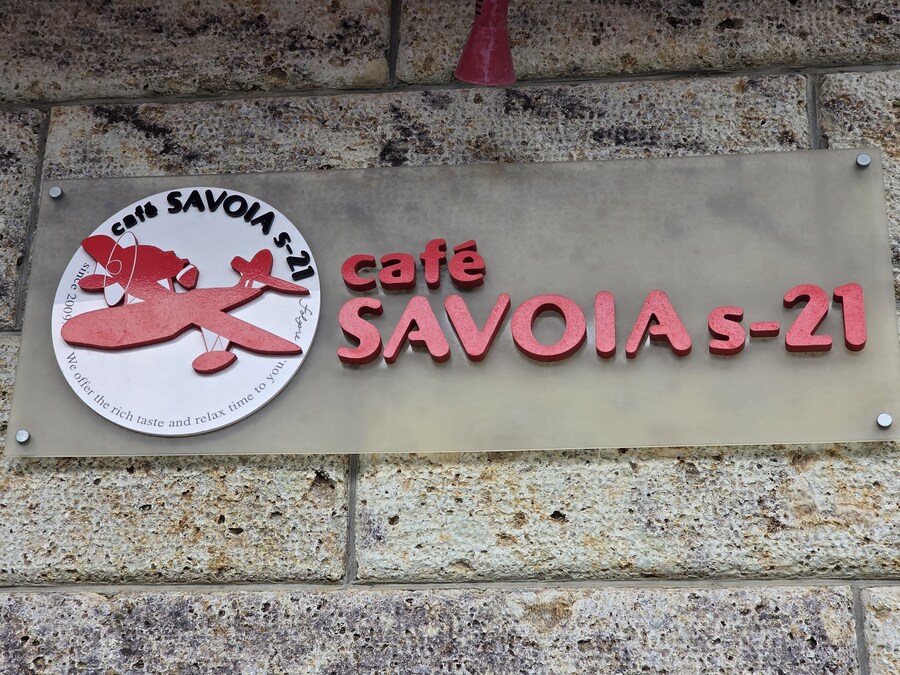 café SAVOIA s-21
since 2009
We offer the rich taste and relax time to you.
café
SAVOIA s-21